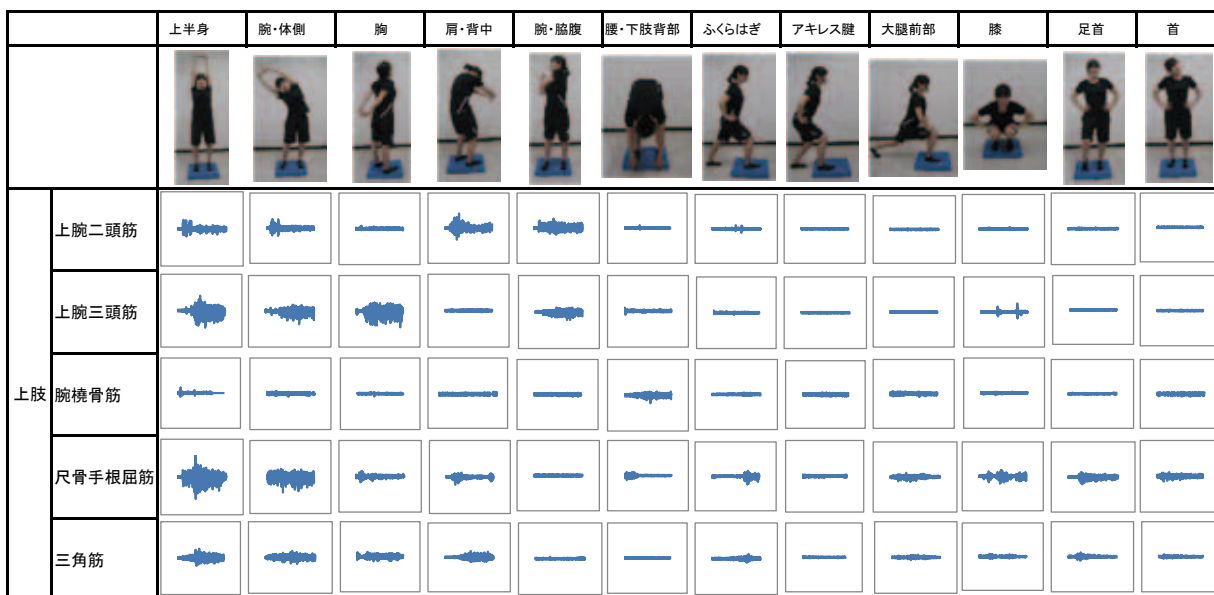 上半身 腕・体側 胸 肩・背中 腕・脇腹 腰・下肢背部 ふくらはぎ アキレス腱 大腿前部 膝 足首 首
上腕二頭筋
上腕三頭筋
上肢 腕橈骨筋
尺骨手根屈筋
三角筋